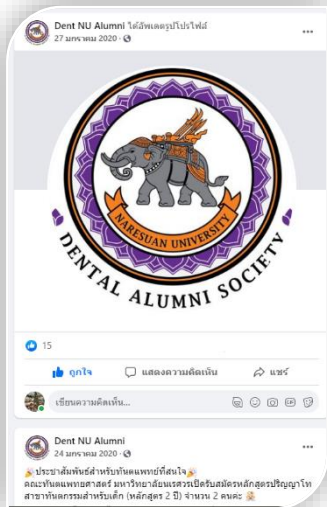 Dent NU Alumni ได้อัพเดตรูปโปรไฟล์
27 มกราคม 2020
NARESUAN UNIVERSITY
DENTAL ALUMNI SOCIETY
15
ถูกใจ แสดงความคิดเห็น แชร์
เขียนความคิดเห็น...
Dent NU Alumni
24 มกราคม 2020
ประชาสัมพันธ์สำหรับทันตแพทย์ที่สนใจ
คณะทันตแพทยศาสตร์ มหาวิทยาลัยนเรศวรเปิดรับสมัครหลักสูตรปริญญาโท
สาขาทันตกรรมสำหรับเด็ก (หลักสูตร 2 ปี) จำนวน 2 คนค่ะ